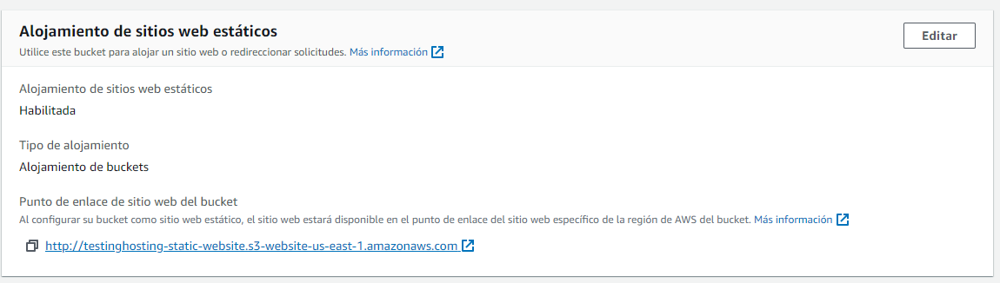 Alojamiento de sitios web estáticos
Editar
Utilice este bucket para alojar un sitio web o redireccionar solicitudes. Más información
Alojamiento de sitios web estáticos
Habilitada
Tipo de alojamiento
Alojamiento de buckets
Punto de enlace de sitio web del bucket
Al configurar su bucket como sitio web estático, el sitio web estará disponible en el punto de enlace del sitio web específico de la región de AWS del bucket. Más información
http://testinghosting-static-website.s3-website-us-east-1.amazonaws.com